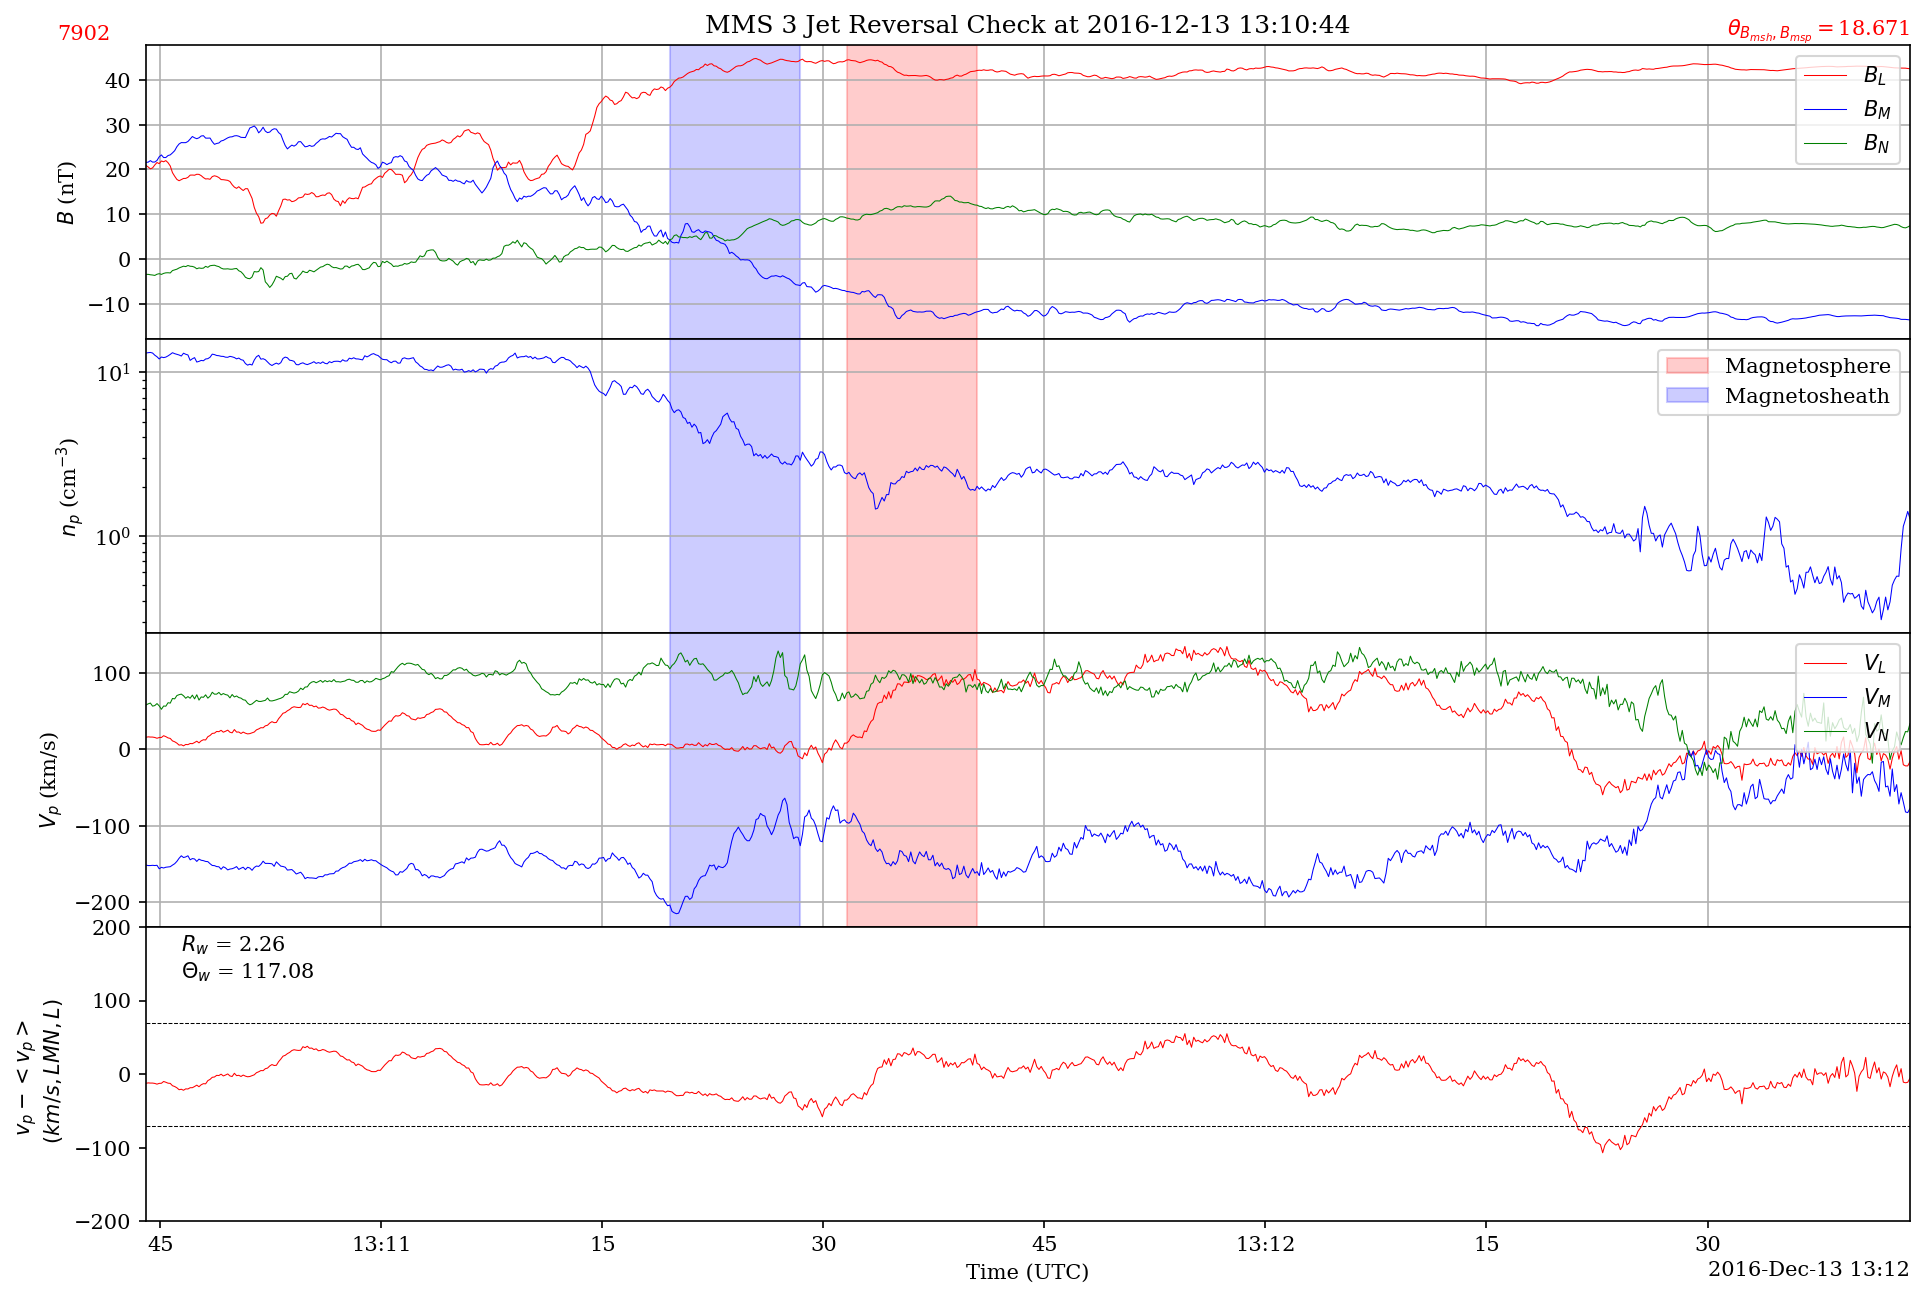 MMS 3 Jet Reversal Check at 2016-12-13 13:10:44
7902
θ_{B_{msh}, B_{msp}} = 18.671
B (nT)
40
30
20
10
0
−10
B_L
B_M
B_N
n_p (cm^{−3})
10^1
10^0
Magnetosphere
Magnetosheath
V_p (km/s)
100
0
−100
−200
V_L
V_M
V_N
v_p − < v_p >
(km/s, LMN, L)
200
100
0
−100
−200
R_w = 2.26
Θ_w = 117.08
45
13:11
15
30
45
13:12
15
30
Time (UTC)
2016-Dec-13 13:12